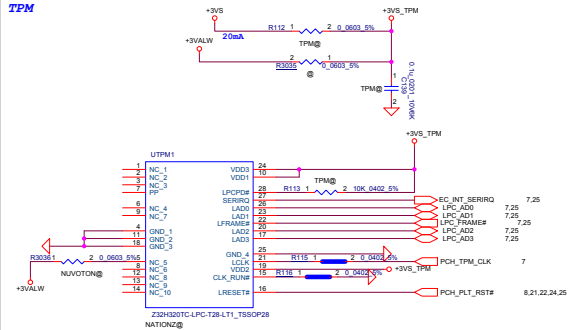 TPM
+3VS
+3VS_TPM
R112 1 2 0_0603_5%
20mA
TPM@
+3VALW
R3035 2 1 0_0603_5%
@
TPM@
1
2
C139
0.1u_0201_10V6K
+3VS_TPM
UTPM1
1 NC_1
2 NC_2
3 NC_3
7 PP
6 NC_4
9 NC_7
4 GND_1
11 GND_2
18 GND_3
5 NC_5
8 NC_6
12 NC_8
13 NC_9
14 NC_10
VDD3 24
VDD1 10
LPCPD# 28
SERIRQ 27
LAD0 26
LAD1 23
LFRAME# 22
LAD2 20
LAD3 17
GND_4 25
LCLK 21
VDD2 19
CLK_RUN# 15
LRESET# 16
TPM@
R113 1 2 10K_0402_5%
EC_INT_SERIRQ 7,25
LPC_AD0 7,25
LPC_AD1 7,25
LPC_FRAME# 7,25
LPC_AD2 7,25
LPC_AD3 7,25
R115 1 2 0_0402_5%
PCH_TPM_CLK 7
+3VS_TPM
R116 1 2 0_0402_5%
PCH_PLT_RST# 8,21,22,24,25
R3036 1 2 0_0603_5%
NUVOTON@
+3VALW
Z32H320TC-LPC-T28-LT1_TSSOP28
NATIONZ@